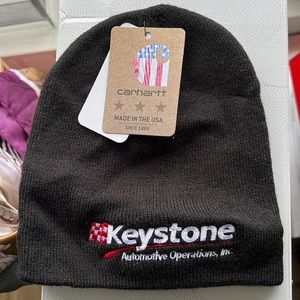 carhartt
MADE IN THE USA
SINCE 1889
Keystone
Automotive Operations, Inc.